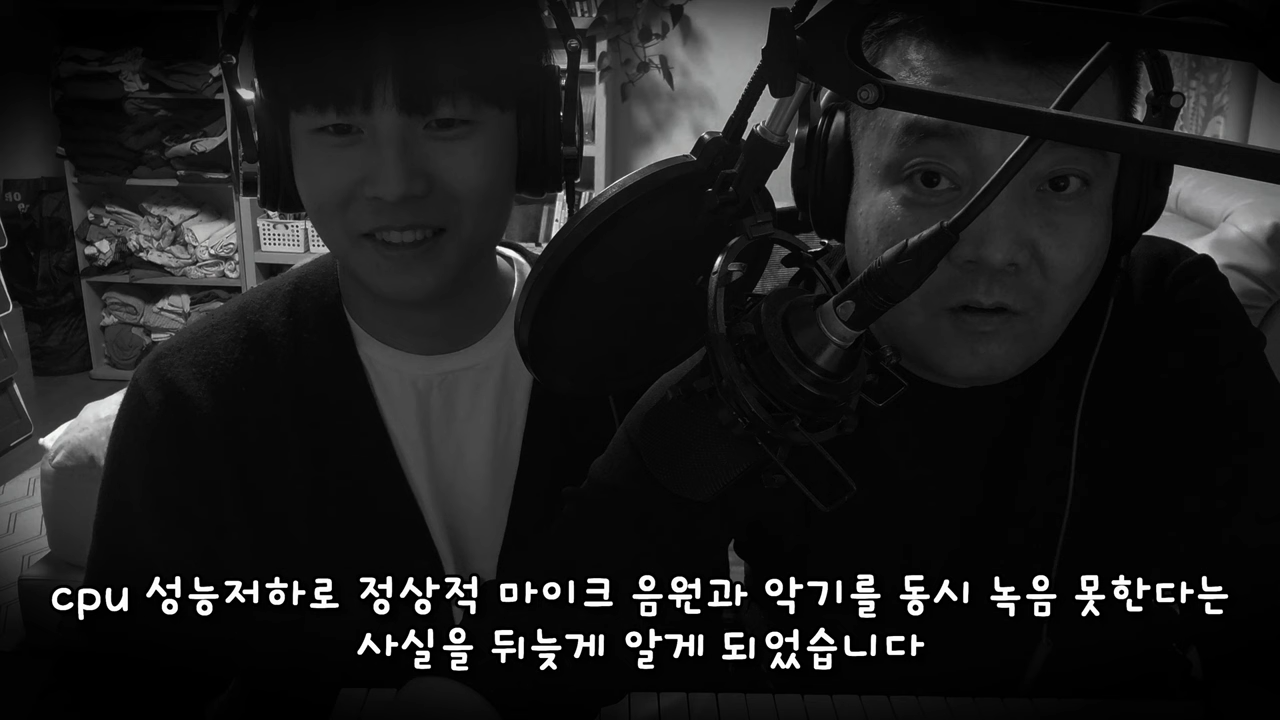 cpu 성능저하로 정상적 마이크 음원과 악기를 동시 녹음 못한다는
사실을 뒤늦게 알게 되었습니다